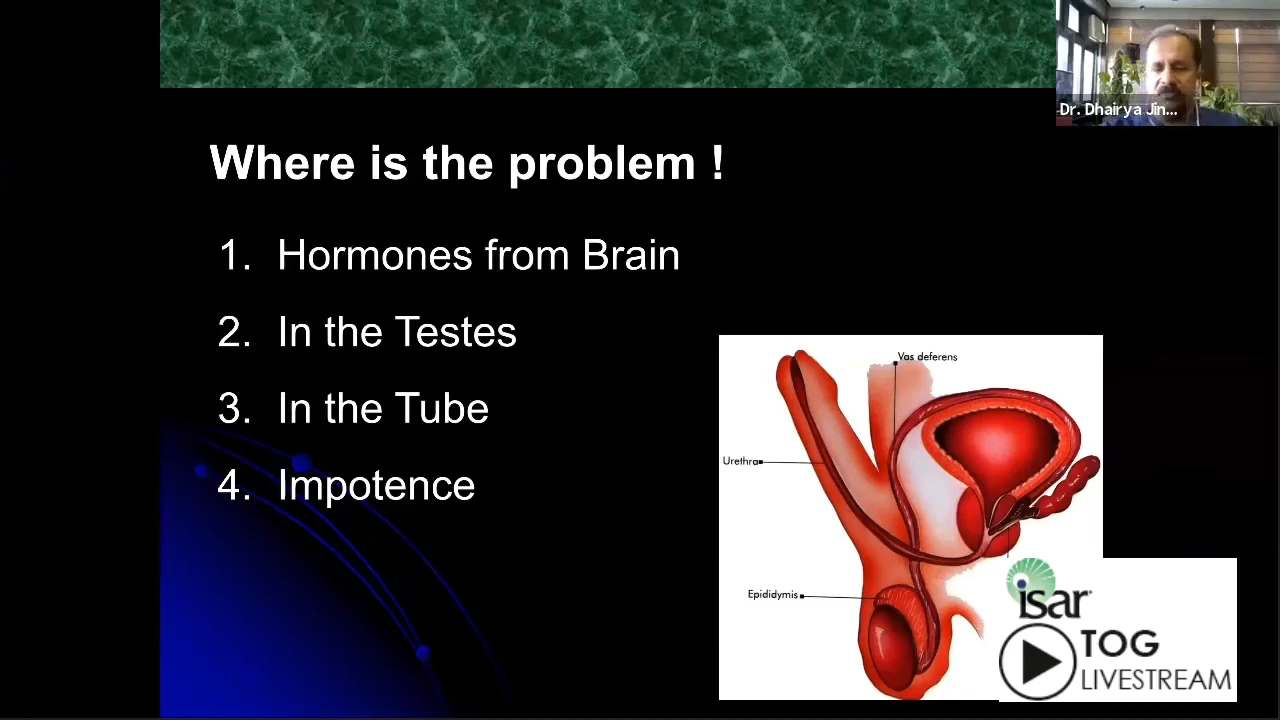 Dr. Dhairya Jin...
Where is the problem !
1. Hormones from Brain
2. In the Testes
3. In the Tube
4. Impotence
Vas deferens
Urethra
Epididymis
isar
TOG
LIVESTREAM